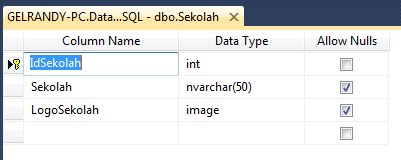 GELRANDY-PC.Data...SQL - dbo.Sekolah
Column Name Data Type Allow Nulls
IdSekolah int
Sekolah nvarchar(50)
LogoSekolah image